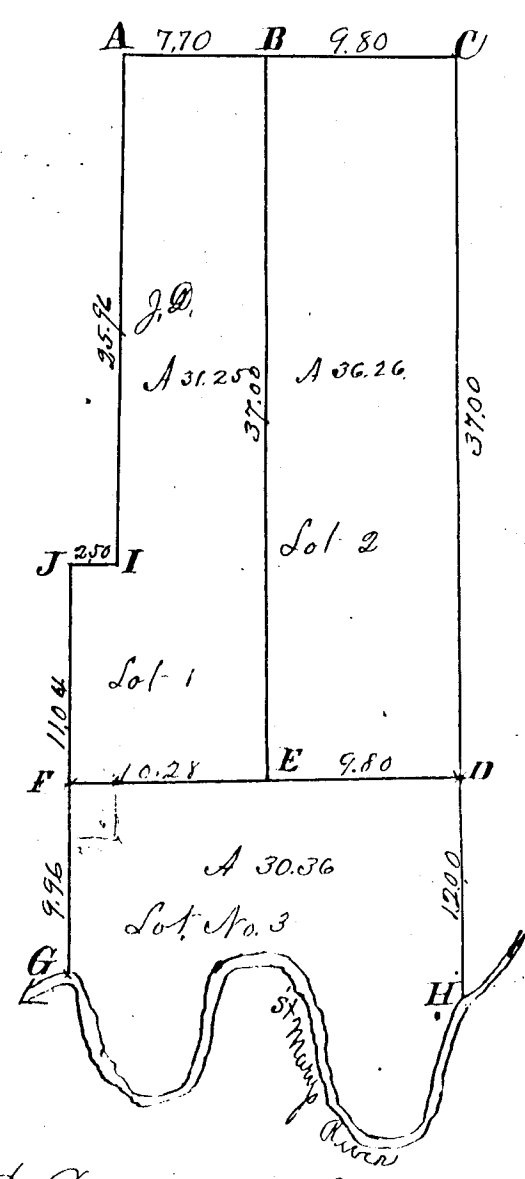 A 7.70 B 9.80 C
25.96
J.D.
A 31.25
37.00
A 36.26
37.00
Lot 2
J 2.50 I
Lot 1
11.04
F 10.28 E 9.80 D
9.96
A 30.36
12.00
Lot No. 3
G
H
St Marys
River